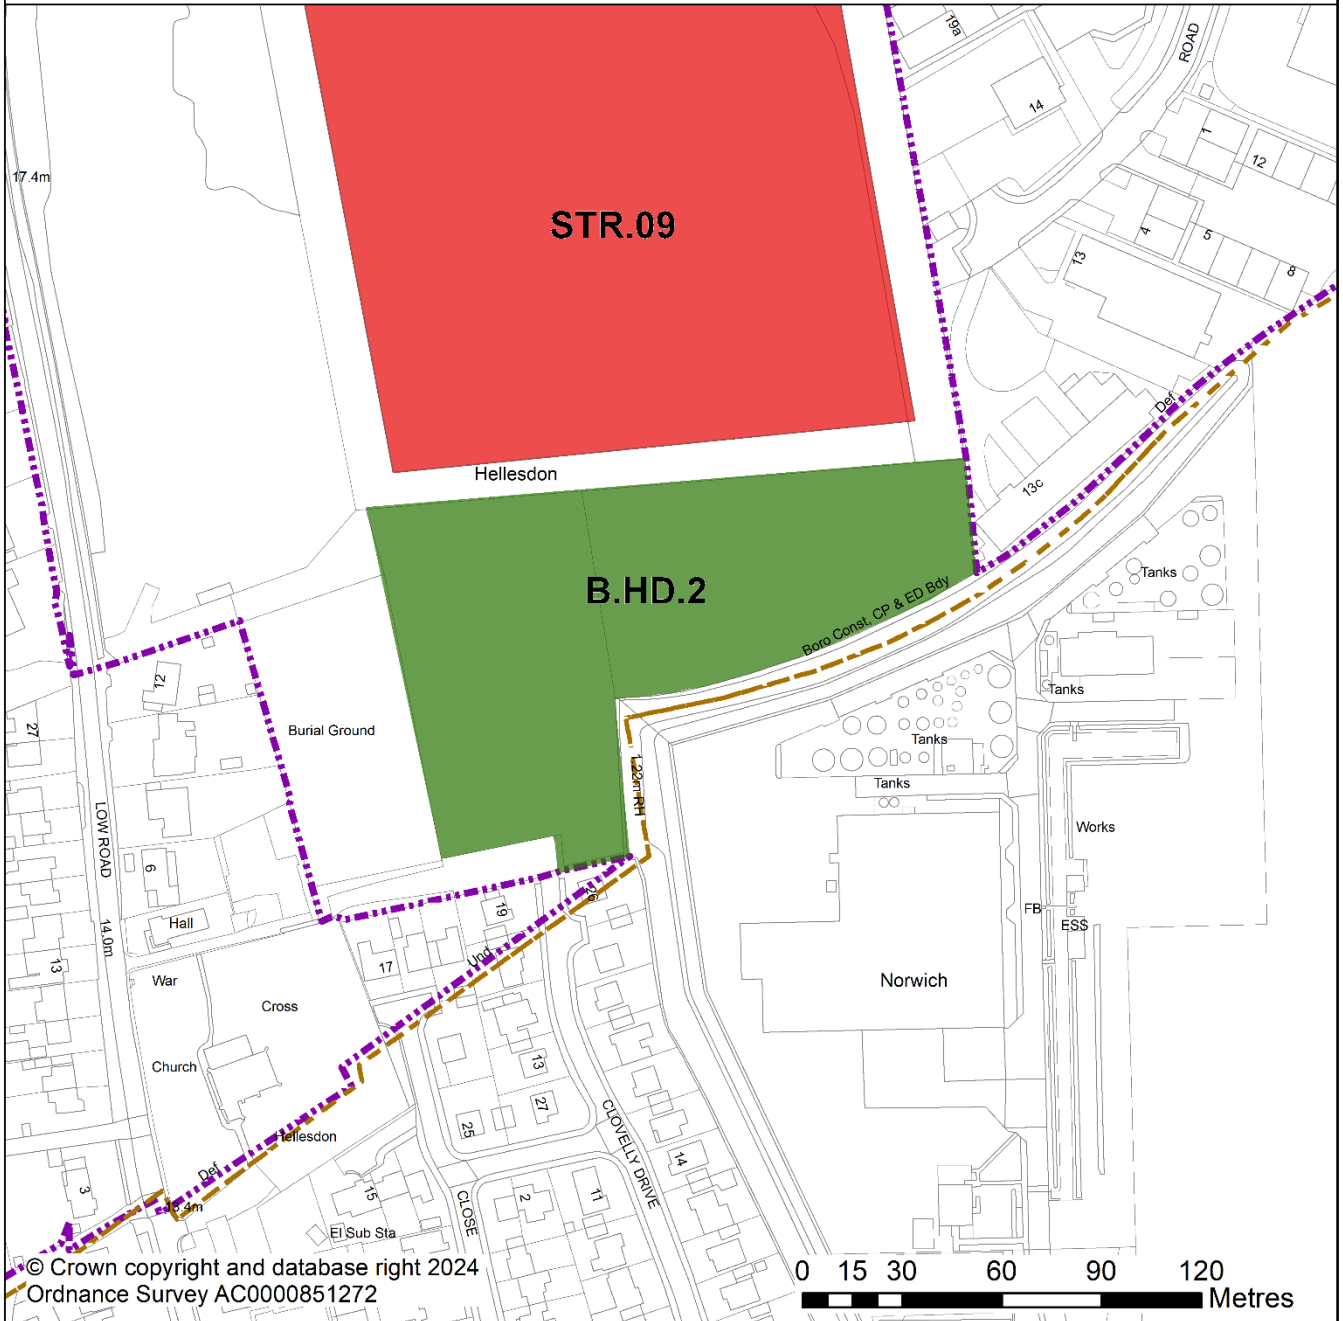 19a
ROAD
14
17.4m
1
12
STR.09
4
5
13
8
Def
Hellesdon
13c
B.HD.2
Tanks
Boro Const, CP & ED Bdy
12
Tanks
27
Burial Ground
Tanks
1.22m RH
Tanks
LOW ROAD
Works
6
26
19
FB
Hall
ESS
14.0m
Und
13
17
War
Norwich
Cross
Church
13
27
CLOVELLY DRIVE
25
Hellesdon
14
Def
3
15
CLOSE
2
11
13.4m
El Sub Sta
© Crown copyright and database right 2024
Ordnance Survey AC0000851272
0 15 30 60 90 120
Metres